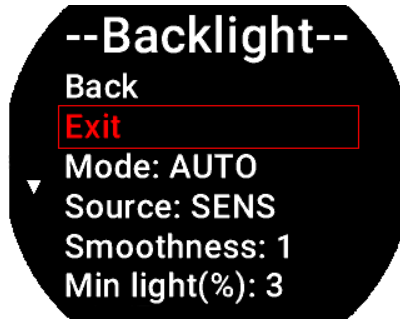 --Backlight--
Back
Exit
Mode: AUTO
Source: SENS
Smoothness: 1
Min light(%): 3